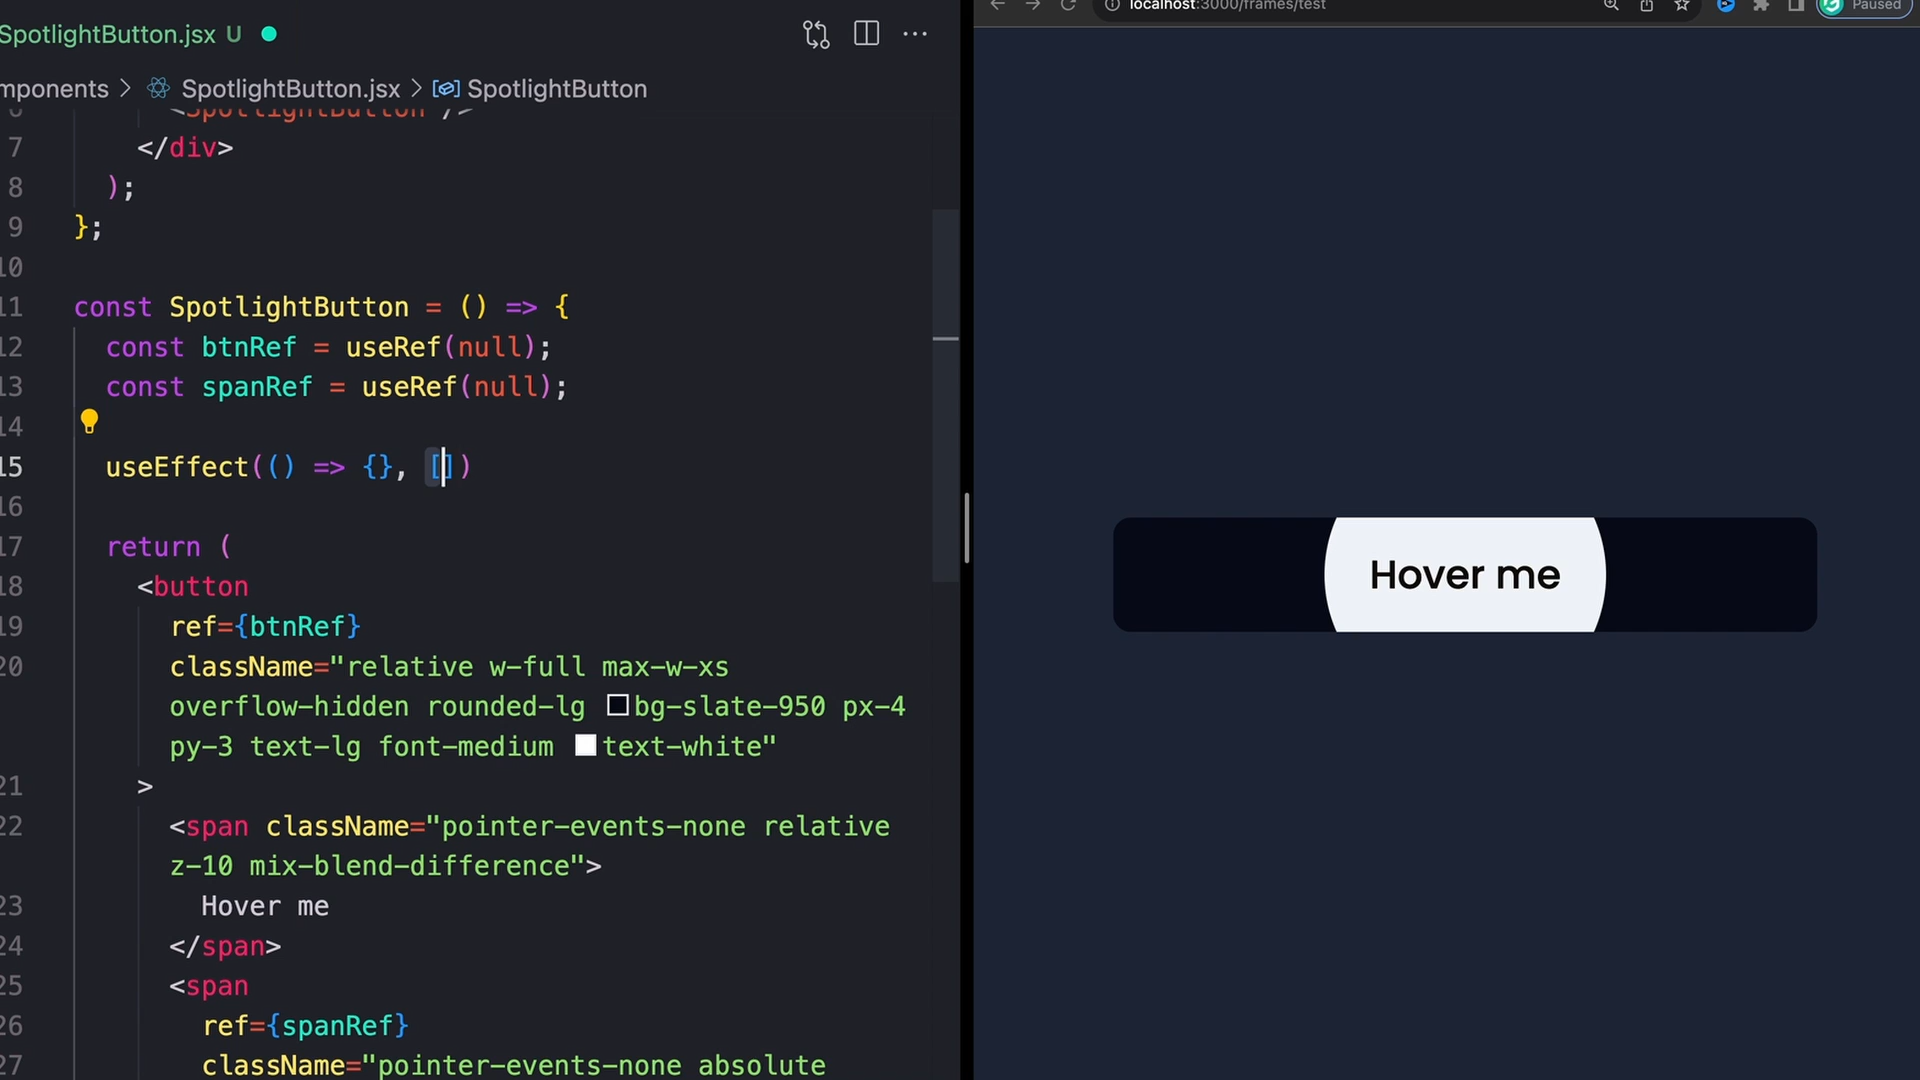 SpotlightButton.jsx U
mponents > SpotlightButton.jsx > SpotlightButton
6 <SpotlightButton />
7 </div>
8 );
9 };
10
11 const SpotlightButton = () => {
12 const btnRef = useRef(null);
13 const spanRef = useRef(null);
14
15 useEffect(() => {}, [])
16
17 return (
18 <button
19 ref={btnRef}
20 className="relative w-full max-w-xs
overflow-hidden rounded-lg bg-slate-950 px-4
py-3 text-lg font-medium text-white"
21 >
22 <span className="pointer-events-none relative
z-10 mix-blend-difference">
23 Hover me
24 </span>
25 <span
26 ref={spanRef}
27 className="pointer-events-none absolute
localhost:3000/frames/test
Paused
Hover me